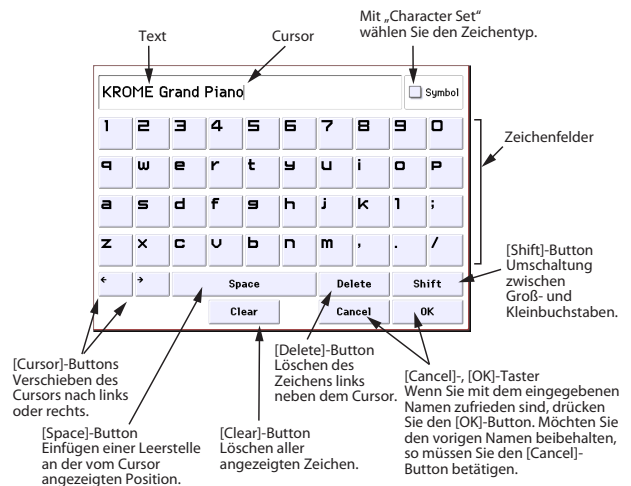 Mit „Character Set“
wählen Sie den Zeichentyp.
Text
Cursor
KROME Grand Piano
Symbol
1 2 3 4 5 6 7 8 9 0
Zeichenfelder
q w e r t y u i o p
a s d f g h j k l ;
z x c v b n m , . /
[Shift]-Button
Umschaltung
zwischen
Groß- und
Kleinbuchstaben.
← → Space Delete Shift
Clear Cancel OK
[Cursor]-Buttons
Verschieben des
Cursors nach links
oder rechts.
[Space]-Button
Einfügen einer Leerstelle
an der vom Cursor
angezeigten Position.
[Clear]-Button
Löschen aller
angezeigten Zeichen.
[Delete]-Button
Löschen des
Zeichens links
neben dem Cursor.
[Cancel]-, [OK]-Taster
Wenn Sie mit dem eingegebenen
Namen zufrieden sind, drücken
Sie den [OK]-Button. Möchten Sie
den vorigen Namen beibehalten,
so müssen Sie den [Cancel]-
Button betätigen.